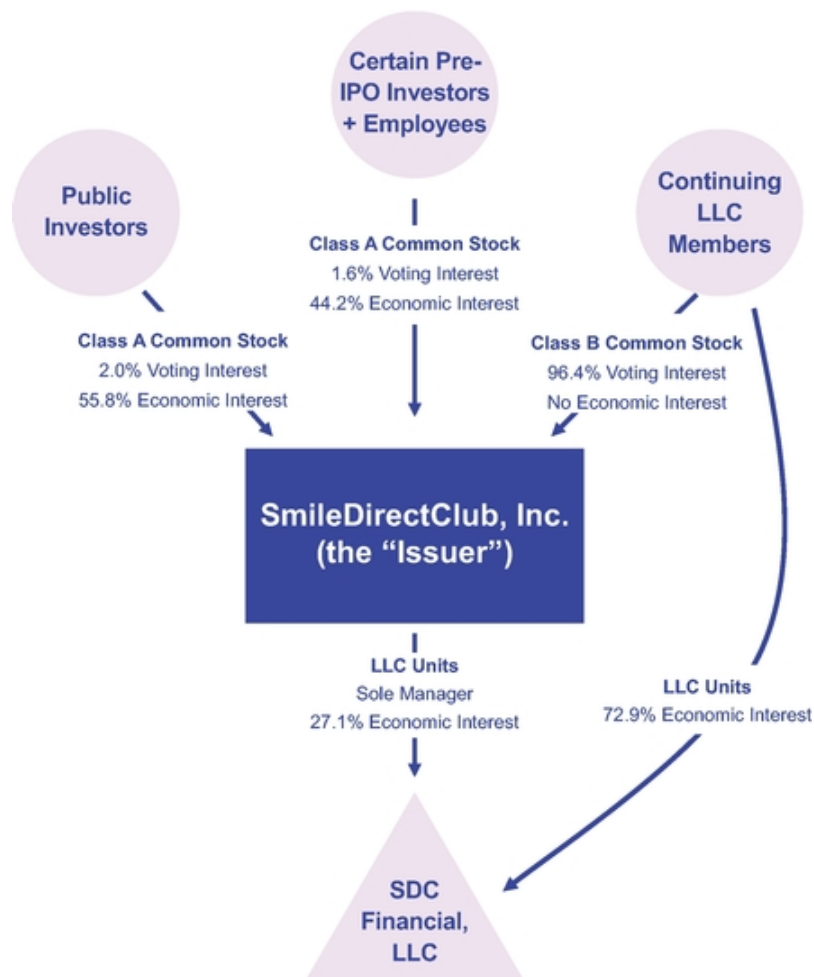 Certain Pre-
IPO Investors
+ Employees
Public
Investors
Continuing
LLC
Members
Class A Common Stock
1.6% Voting Interest
44.2% Economic Interest
Class A Common Stock
2.0% Voting Interest
55.8% Economic Interest
Class B Common Stock
96.4% Voting Interest
No Economic Interest
SmileDirectClub, Inc.
(the “Issuer”)
LLC Units
Sole Manager
27.1% Economic Interest
LLC Units
72.9% Economic Interest
SDC
Financial,
LLC